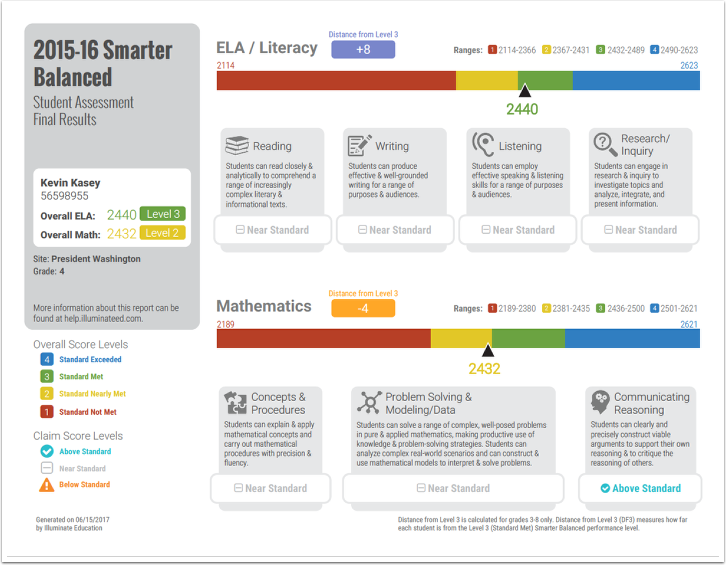 2015-16 Smarter
Balanced
Student Assessment
Final Results
Kevin Kasey
56598955
Overall ELA: 2440 Level 3
Overall Math: 2432 Level 2
Site: President Washington
Grade: 4
More information about this report can be
found at help.illuminateed.com.
Overall Score Levels
4 Standard Exceeded
3 Standard Met
2 Standard Nearly Met
1 Standard Not Met
Claim Score Levels
Above Standard
Near Standard
Below Standard
Generated on 06/15/2017
by Illuminate Education
ELA / Literacy
Distance from Level 3
+8
Ranges: 1 2114-2366 2 2367-2431 3 2432-2489 4 2490-2623
2114
2623
2440
Reading
Students can read closely &
analytically to comprehend a
range of increasingly
complex literary &
informational texts.
Near Standard
Writing
Students can produce
effective & well-grounded
writing for a range of
purposes & audiences.
Near Standard
Listening
Students can employ
effective speaking & listening
skills for a range of purposes
& audiences.
Near Standard
Research/
Inquiry
Students can engage in
research & inquiry to
investigate topics and
analyze, integrate, and
present information.
Near Standard
Mathematics
Distance from Level 3
-4
Ranges: 1 2189-2380 2 2381-2435 3 2436-2500 4 2501-2621
2189
2621
2432
Concepts &
Procedures
Students can explain & apply
mathematical concepts and
carry out mathematical
procedures with precision &
fluency.
Near Standard
Problem Solving &
Modeling/Data
Students can solve a range of complex, well-posed problems
in pure & applied mathematics, making productive use of
knowledge & problem-solving strategies. Students can
analyze complex real-world scenarios and can construct &
use mathematical models to interpret & solve problems.
Near Standard
Communicating
Reasoning
Students can clearly and
precisely construct viable
arguments to support their own
reasoning & to critique the
reasoning of others.
Above Standard
Distance from Level 3 is calculated for grades 3-8 only. Distance from Level 3 (DF3) measures how far
each student is from the Level 3 (Standard Met) Smarter Balanced performance level.